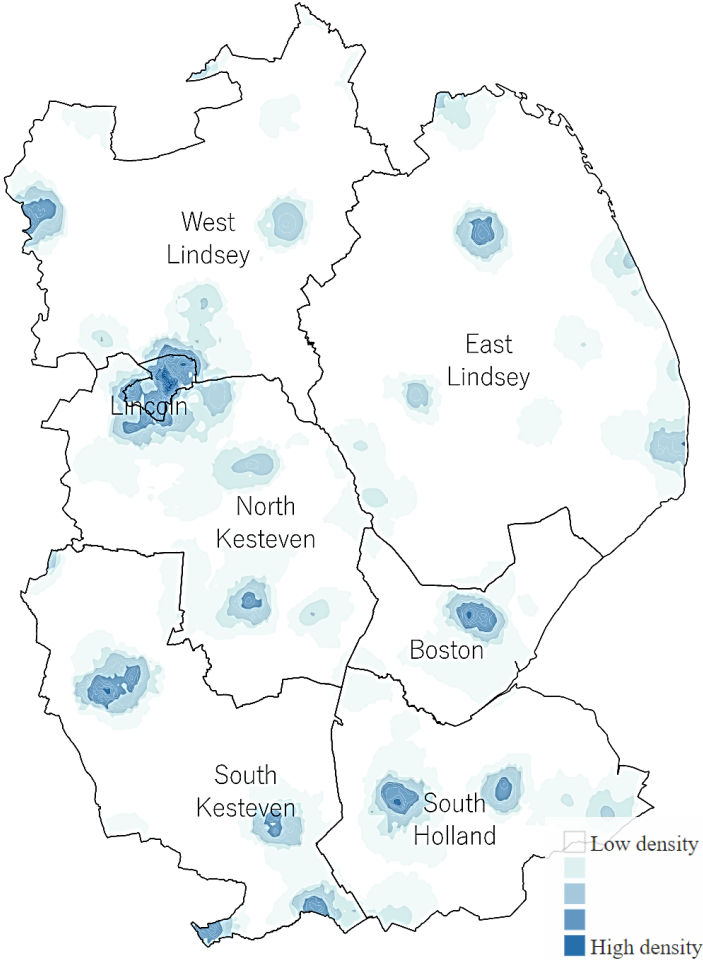 West
Lindsey
East
Lindsey
Lincoln
North
Kesteven
Boston
South
Kesteven
South
Holland
Low density
High density